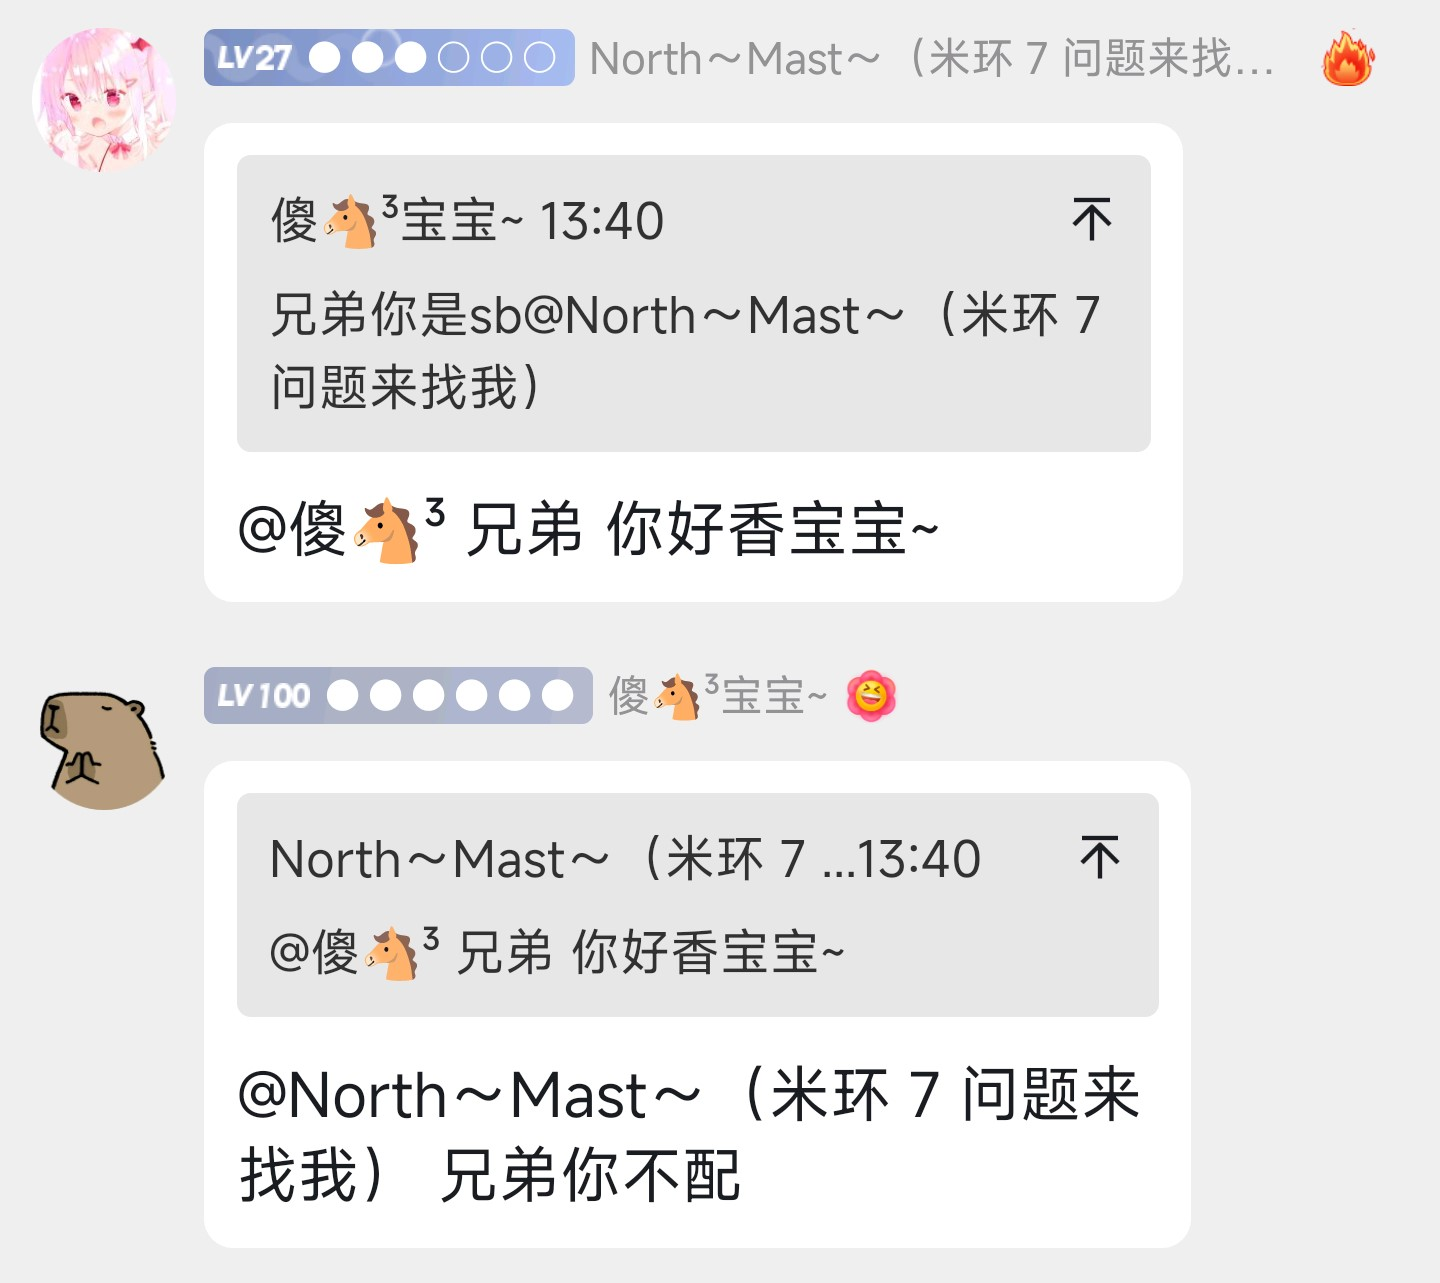 LV27 North～Mast～（米环 7 问题来找...
傻🐴³宝宝~ 13:40
兄弟你是sb@North～Mast～（米环 7
问题来找我）
@傻🐴³ 兄弟 你好香宝宝~
LV100 傻🐴³宝宝~
North～Mast～（米环 7 ...13:40
@傻🐴³ 兄弟 你好香宝宝~
@North～Mast～（米环 7 问题来
找我） 兄弟你不配